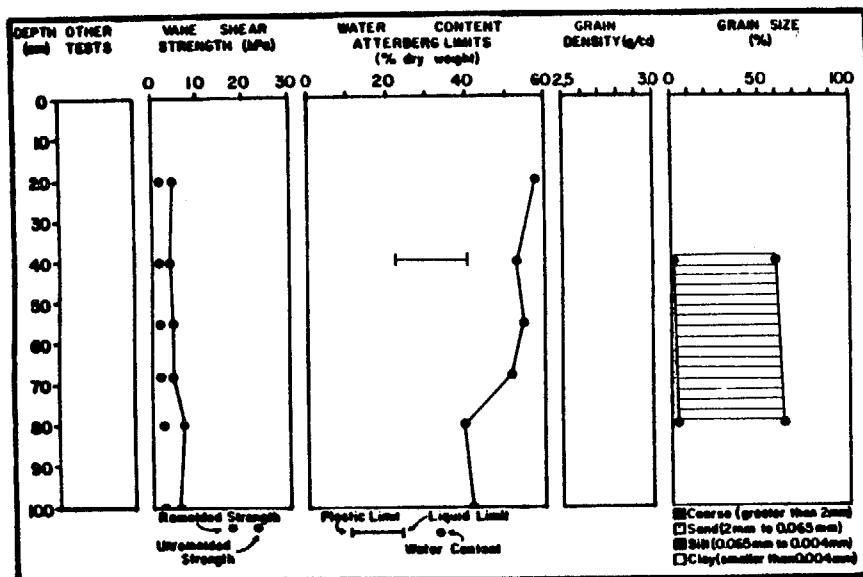 DEPTH OTHER
(cm) TESTS
VANE SHEAR
STRENGTH (kPa)
WATER CONTENT
ATTERBERG LIMITS
(% dry weight)
GRAIN
DENSITY (g/cc)
GRAIN SIZE
(%)
0 10 20 30
0 20 40 60
2.5 3.0
0 20 60 100
0
10
20
30
40
50
60
70
80
90
100
Remolded Strength
Unremolded
Strength
Plastic Limit Liquid Limit
Water Content
Coarse (greater than 2mm)
Sand (2mm to 0.065mm)
Silt (0.065mm to 0.004mm)
Clay (smaller than 0.004mm)